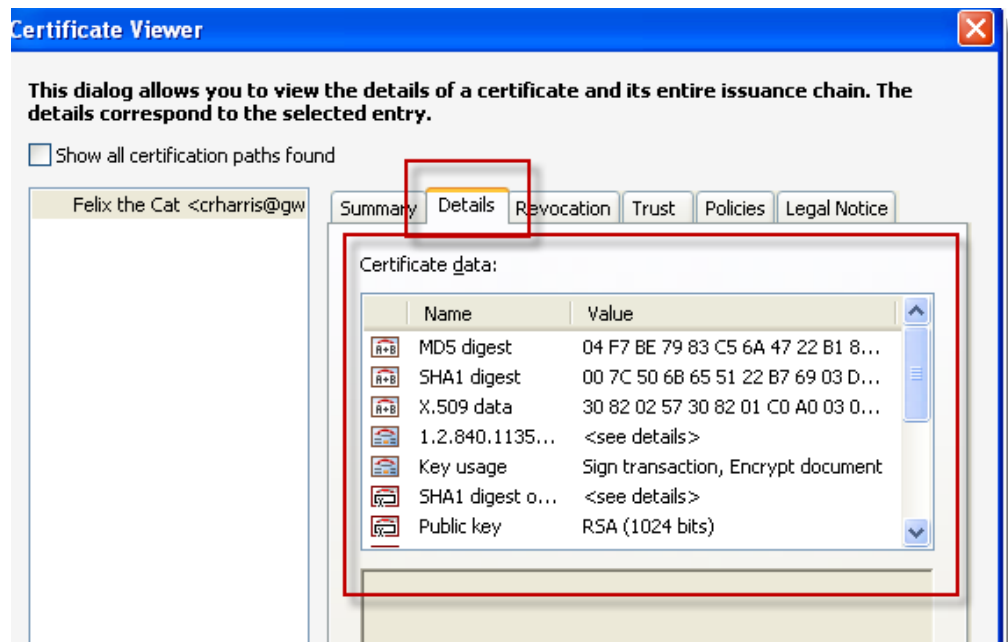 Certificate Viewer
This dialog allows you to view the details of a certificate and its entire issuance chain. The
details correspond to the selected entry.
Show all certification paths found
Felix the Cat <crharris@gw
Summary Details Revocation Trust Policies Legal Notice
Certificate data:
Name Value
MD5 digest 04 F7 BE 79 83 C5 6A 47 22 B1 8...
SHA1 digest 00 7C 50 6B 65 51 22 B7 69 03 D...
X.509 data 30 82 02 57 30 82 01 C0 A0 03 0...
1.2.840.1135... <see details>
Key usage Sign transaction, Encrypt document
SHA1 digest o... <see details>
Public key RSA (1024 bits)